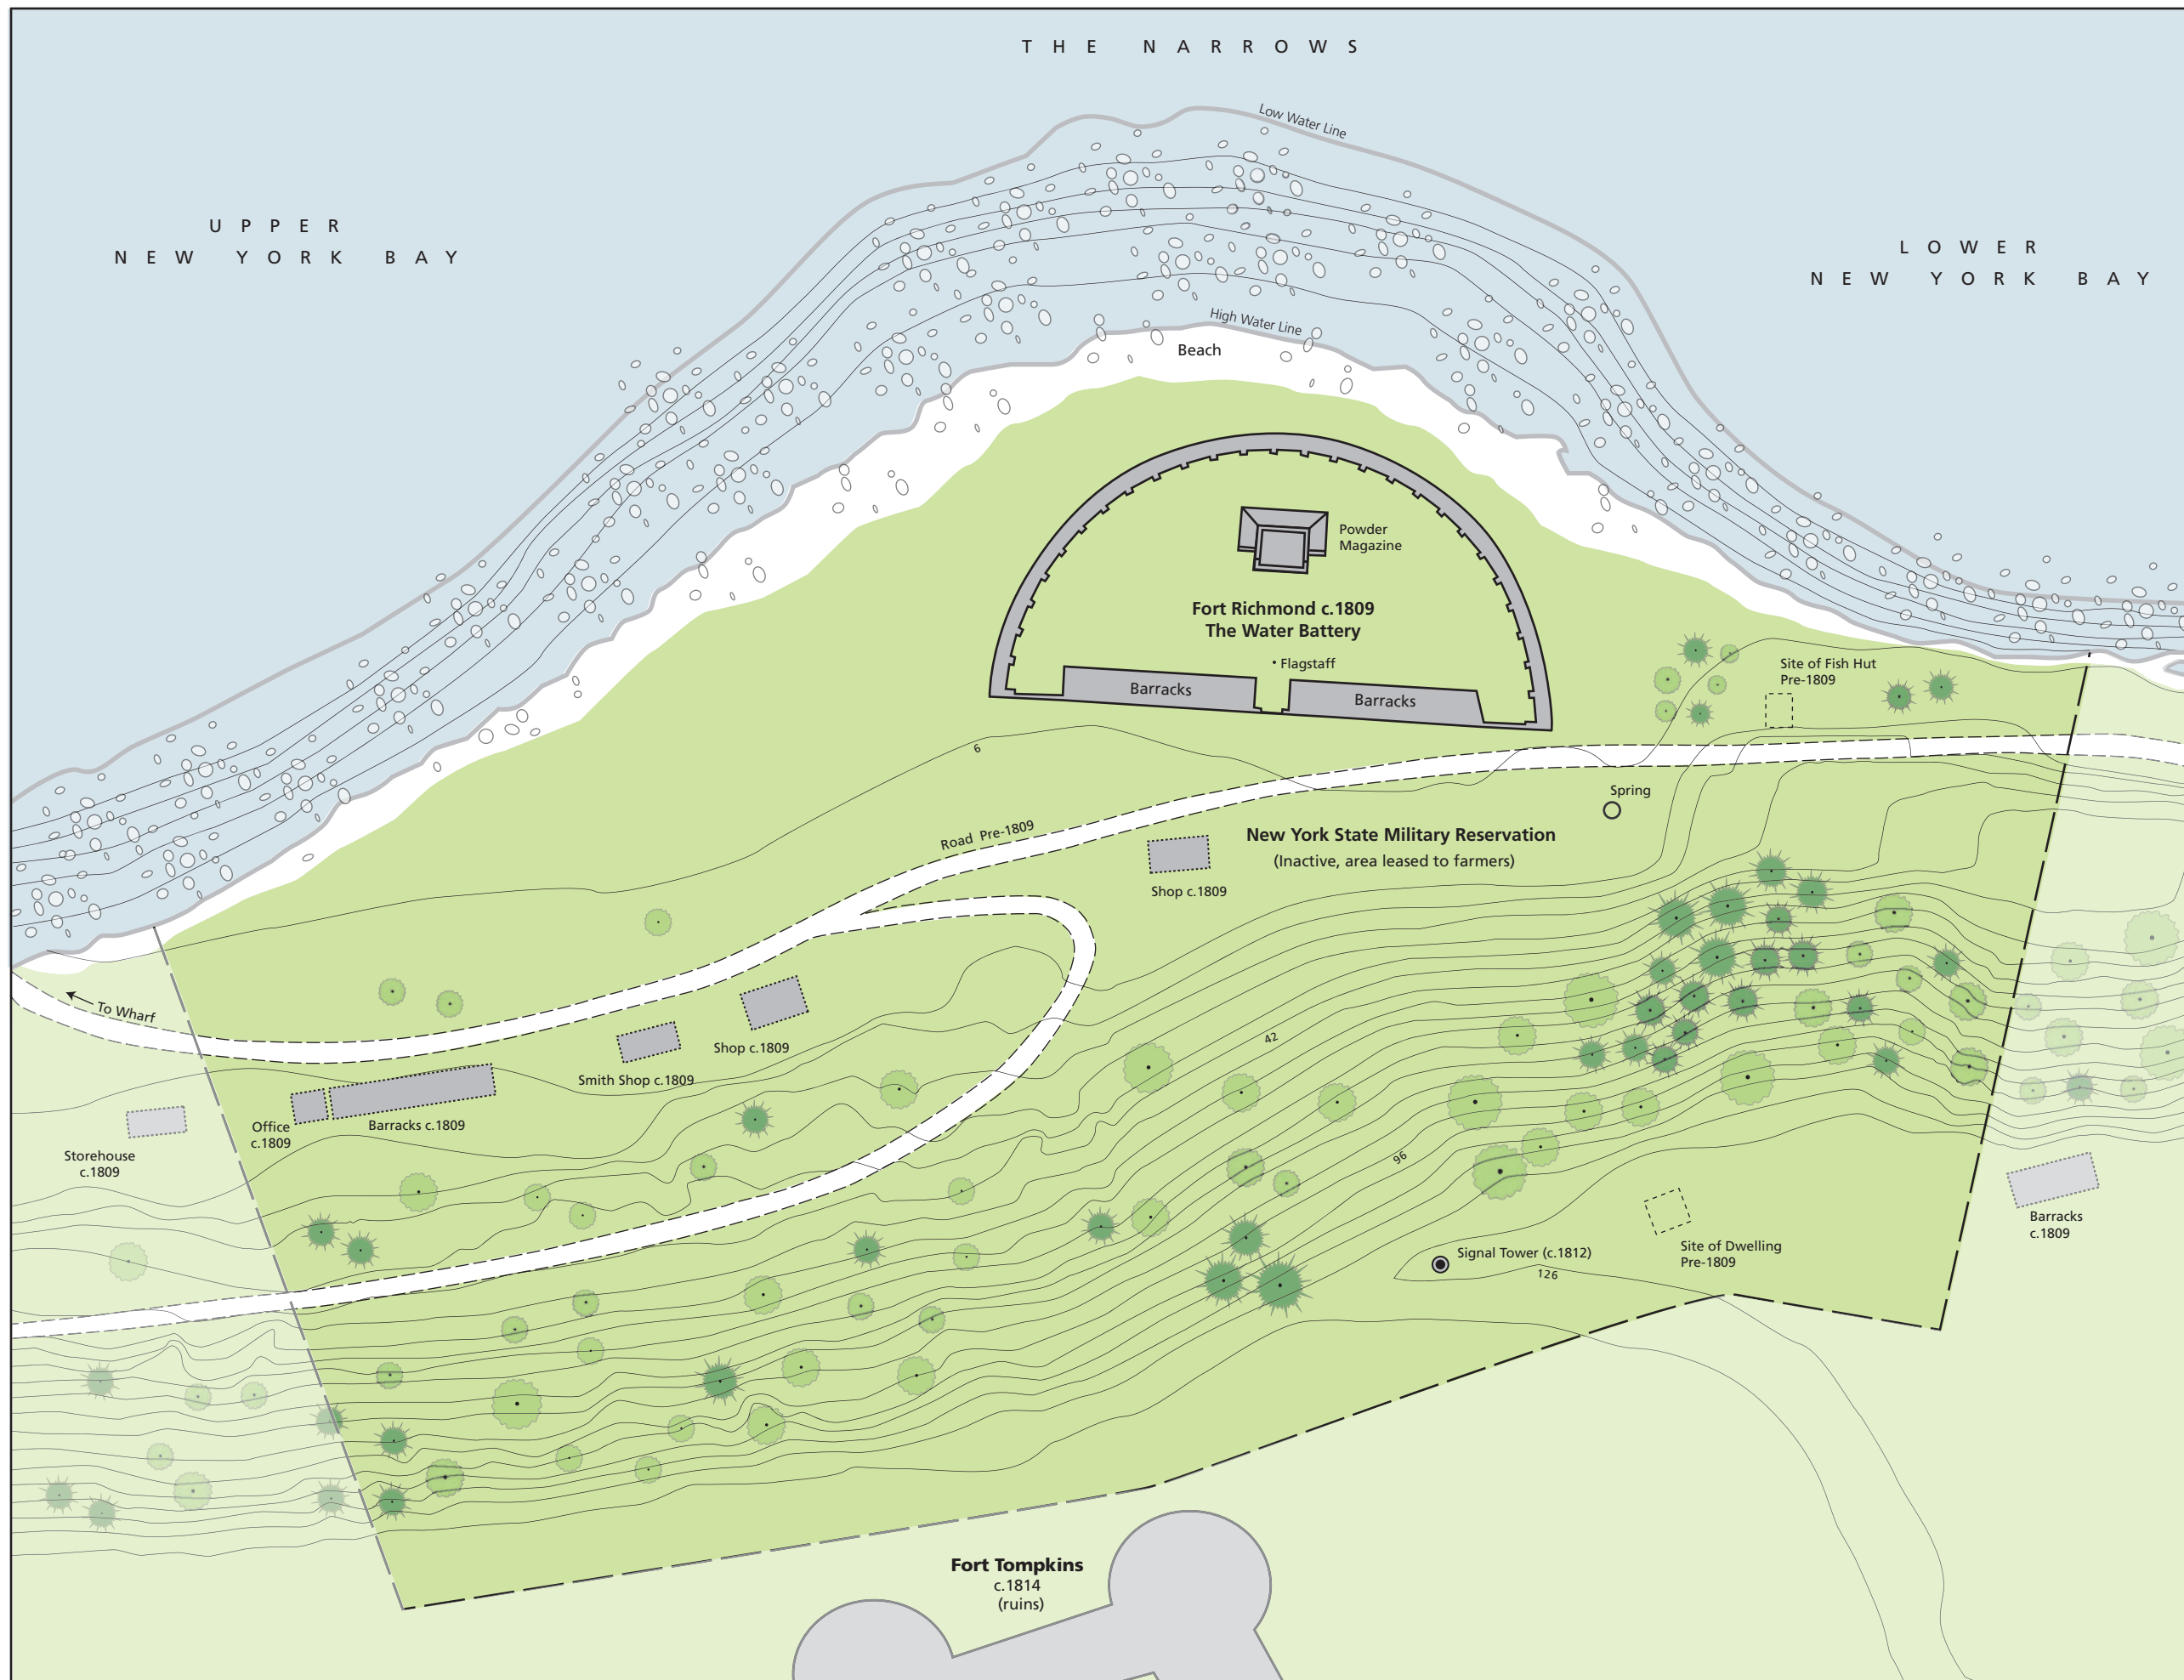 THE NARROWS
Low Water Line
UPPER
NEW YORK BAY
LOWER
NEW YORK BAY
High Water Line
Beach
Powder
Magazine
Fort Richmond c.1809
The Water Battery
• Flagstaff
Barracks
Barracks
Site of Fish Hut
Pre-1809
6
Spring
Road Pre-1809
New York State Military Reservation
(Inactive, area leased to farmers)
Shop c.1809
To Wharf
Shop c.1809
Smith Shop c.1809
42
Office
c.1809
Barracks c.1809
Storehouse
c.1809
96
Barracks
c.1809
Signal Tower (c.1812)
126
Site of Dwelling
Pre-1809
Fort Tompkins
c.1814
(ruins)